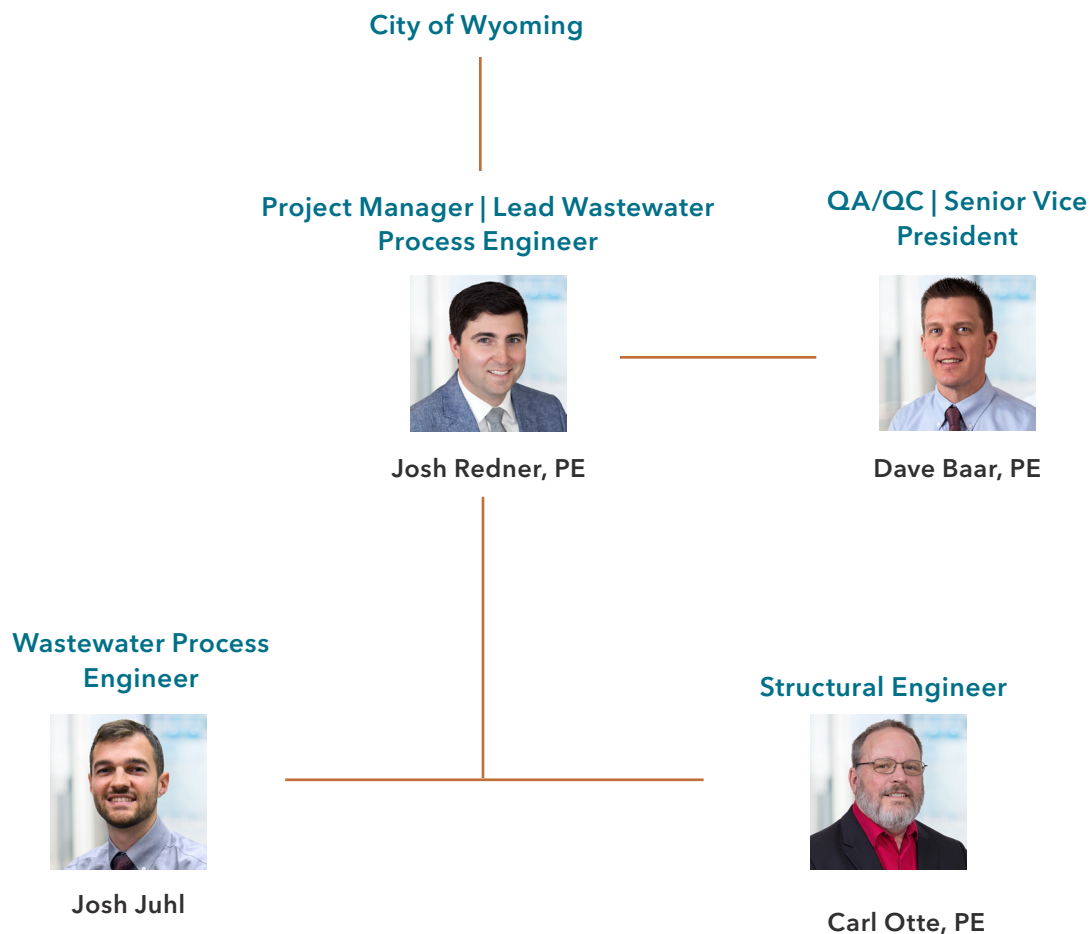 City of Wyoming
Project Manager | Lead Wastewater
Process Engineer
QA/QC | Senior Vice
President
Josh Redner, PE
Dave Baar, PE
Wastewater Process
Engineer
Structural Engineer
Josh Juhl
Carl Otte, PE